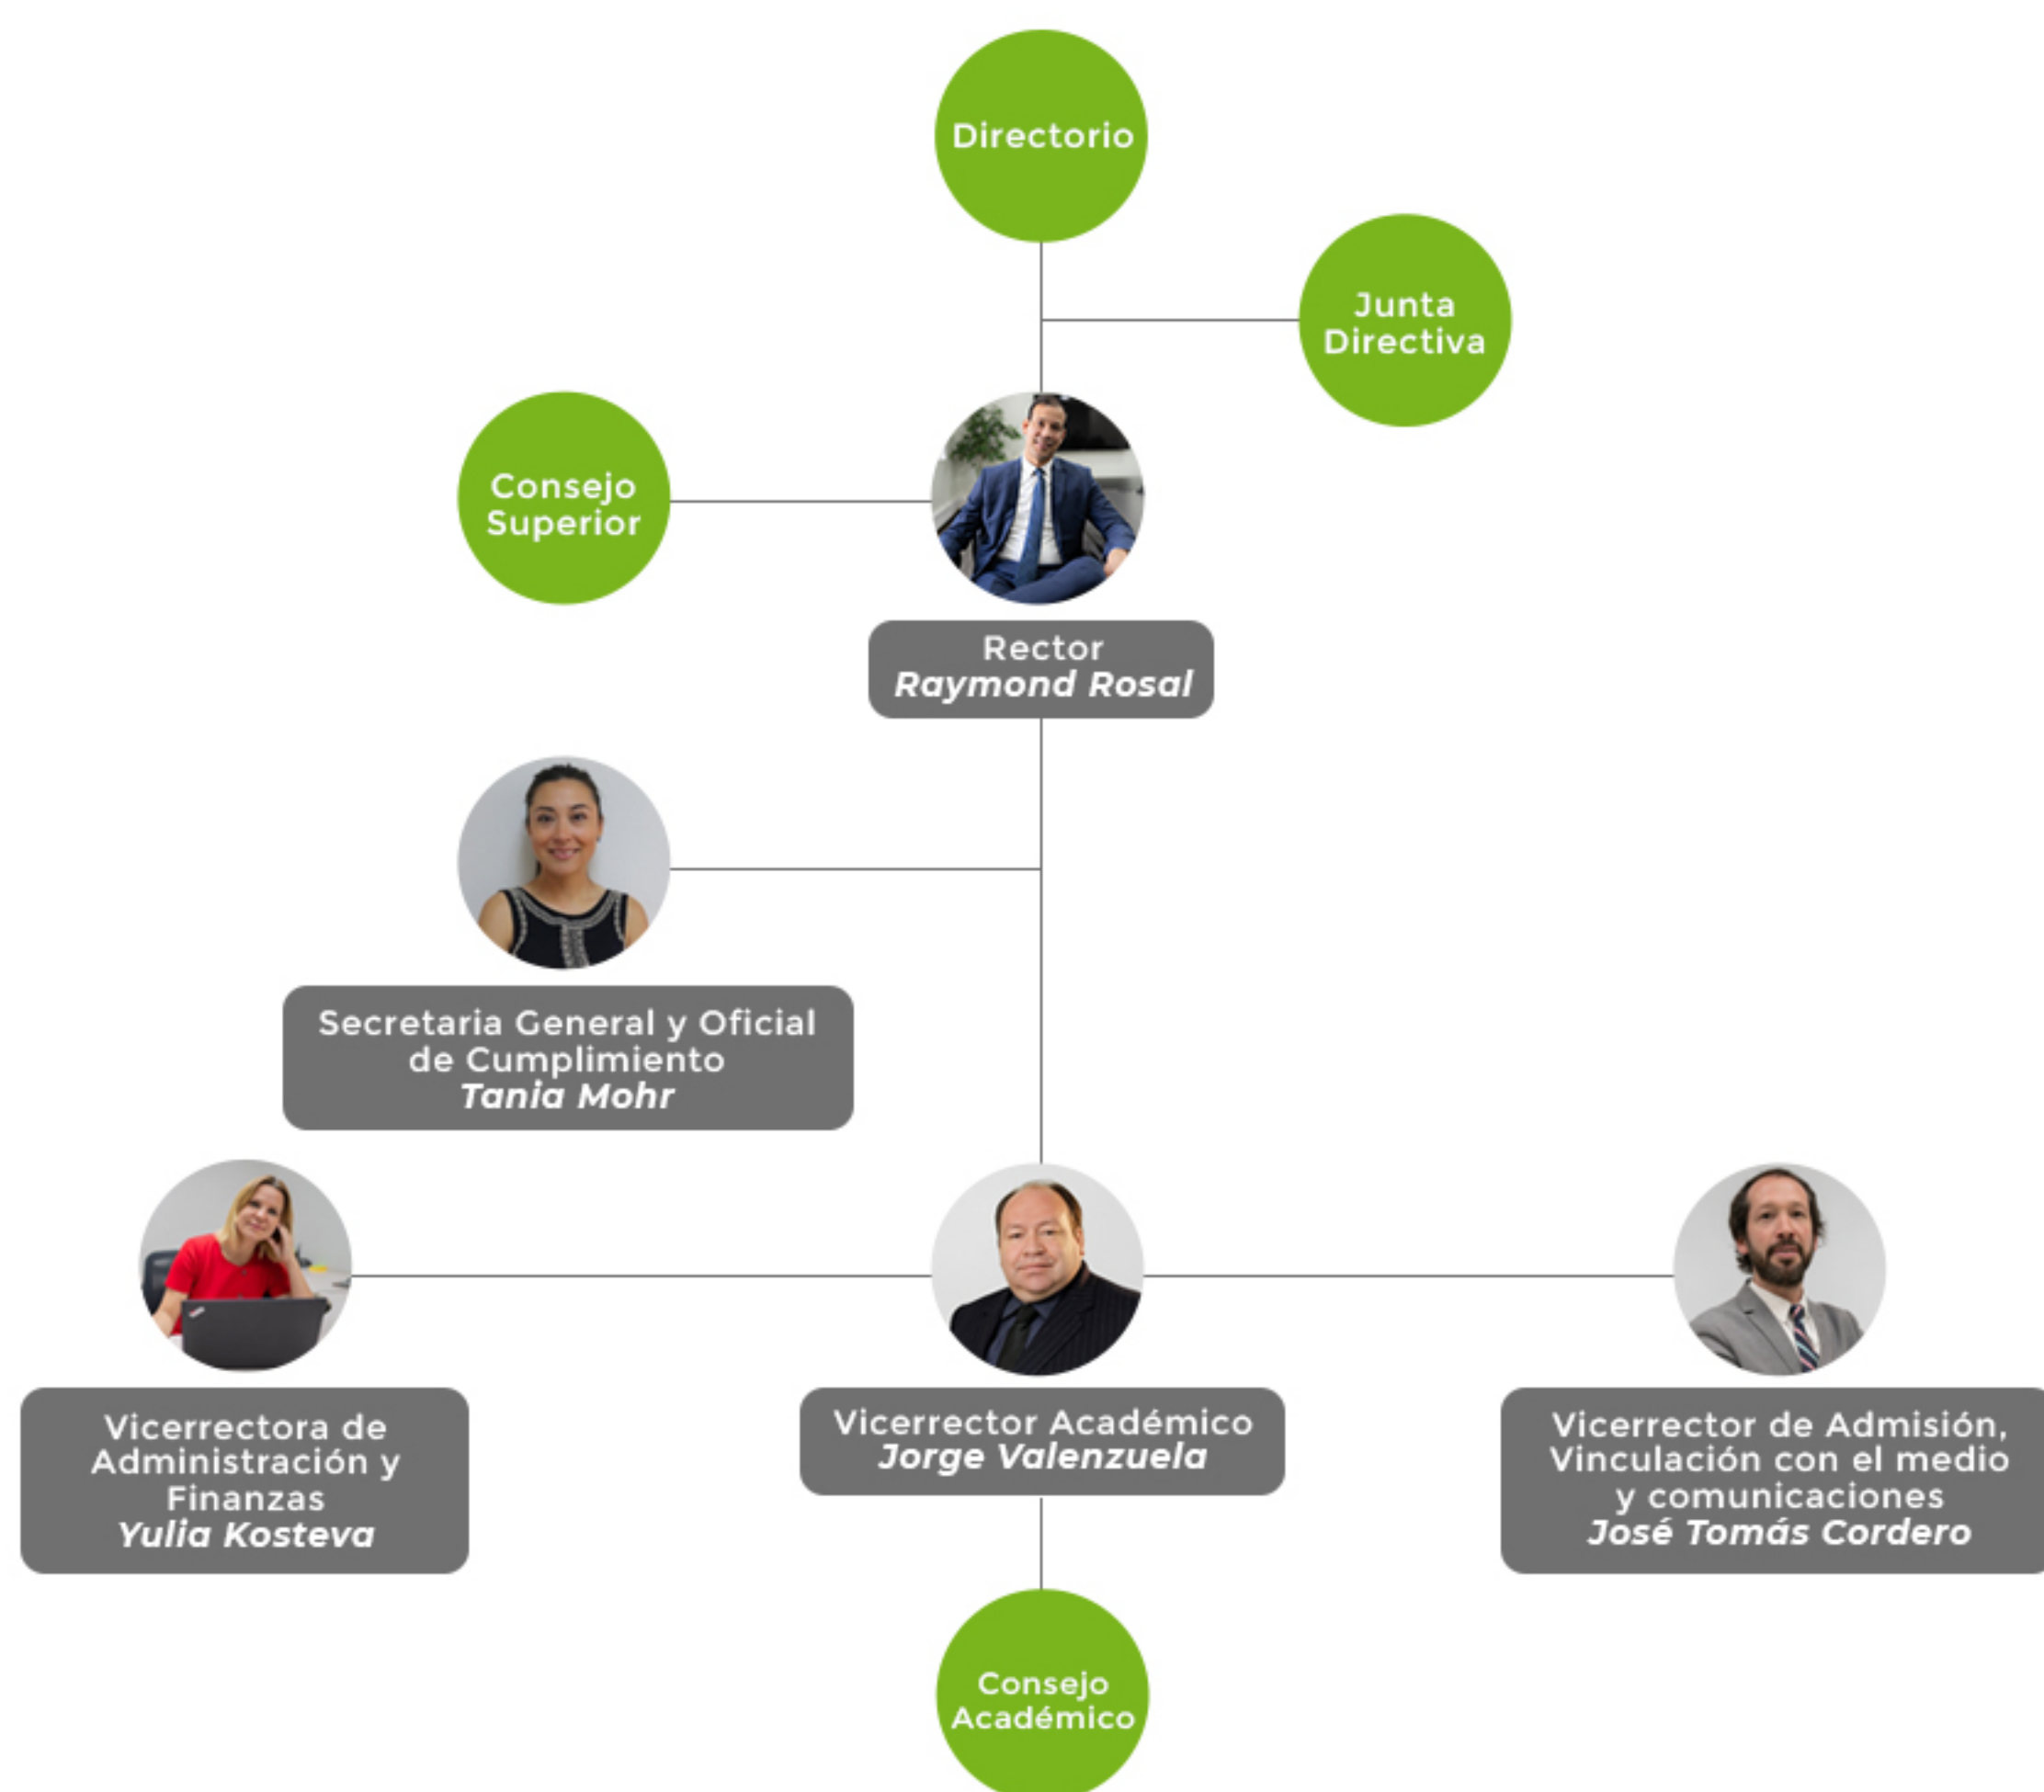 Directorio
Junta
Directiva
Consejo
Superior
Rector
Raymond Rosal
Secretaria General y Oficial
de Cumplimiento
Tania Mohr
Vicerrectora de
Administración y
Finanzas
Yulia Kosteva
Vicerrector Académico
Jorge Valenzuela
Vicerrector de Admisión,
Vinculación con el medio
y comunicaciones
José Tomás Cordero
Consejo
Académico